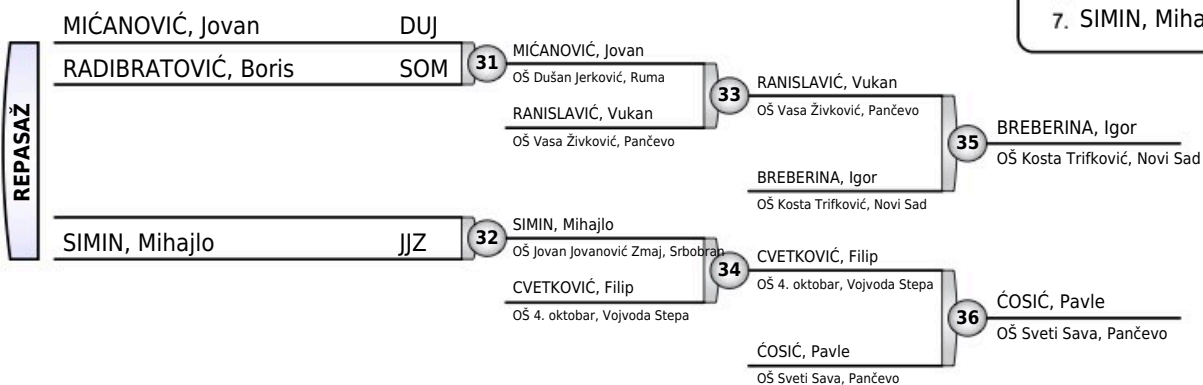 7. SIMIN, Miha
REPASAŽ
MIĆANOVIĆ, Jovan DUJ
RADIBRATOVIĆ, Boris SOM
31
MIĆANOVIĆ, Jovan
OŠ Dušan Jerković, Ruma
RANISLAVIĆ, Vukan
OŠ Vasa Živković, Pančevo
33
RANISLAVIĆ, Vukan
OŠ Vasa Živković, Pančevo
BREBERINA, Igor
OŠ Kosta Trifković, Novi Sad
35
BREBERINA, Igor
OŠ Kosta Trifković, Novi Sad
SIMIN, Mihajlo JJZ
32
SIMIN, Mihajlo
OŠ Jovan Jovanović Zmaj, Srbobran
CVETKOVIĆ, Filip
OŠ 4. oktobar, Vojvoda Stepa
34
CVETKOVIĆ, Filip
OŠ 4. oktobar, Vojvoda Stepa
ĆOSIĆ, Pavle
OŠ Sveti Sava, Pančevo
36
ĆOSIĆ, Pavle
OŠ Sveti Sava, Pančevo